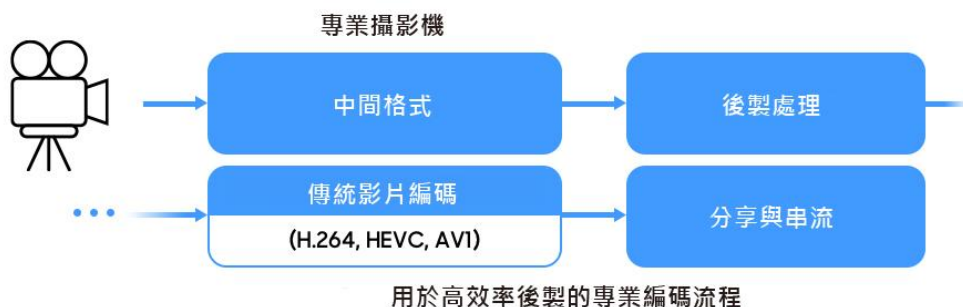 專業攝影機
中間格式
後製處理
傳統影片編碼
(H.264, HEVC, AV1)
分享與串流
用於高效率後製的專業編碼流程